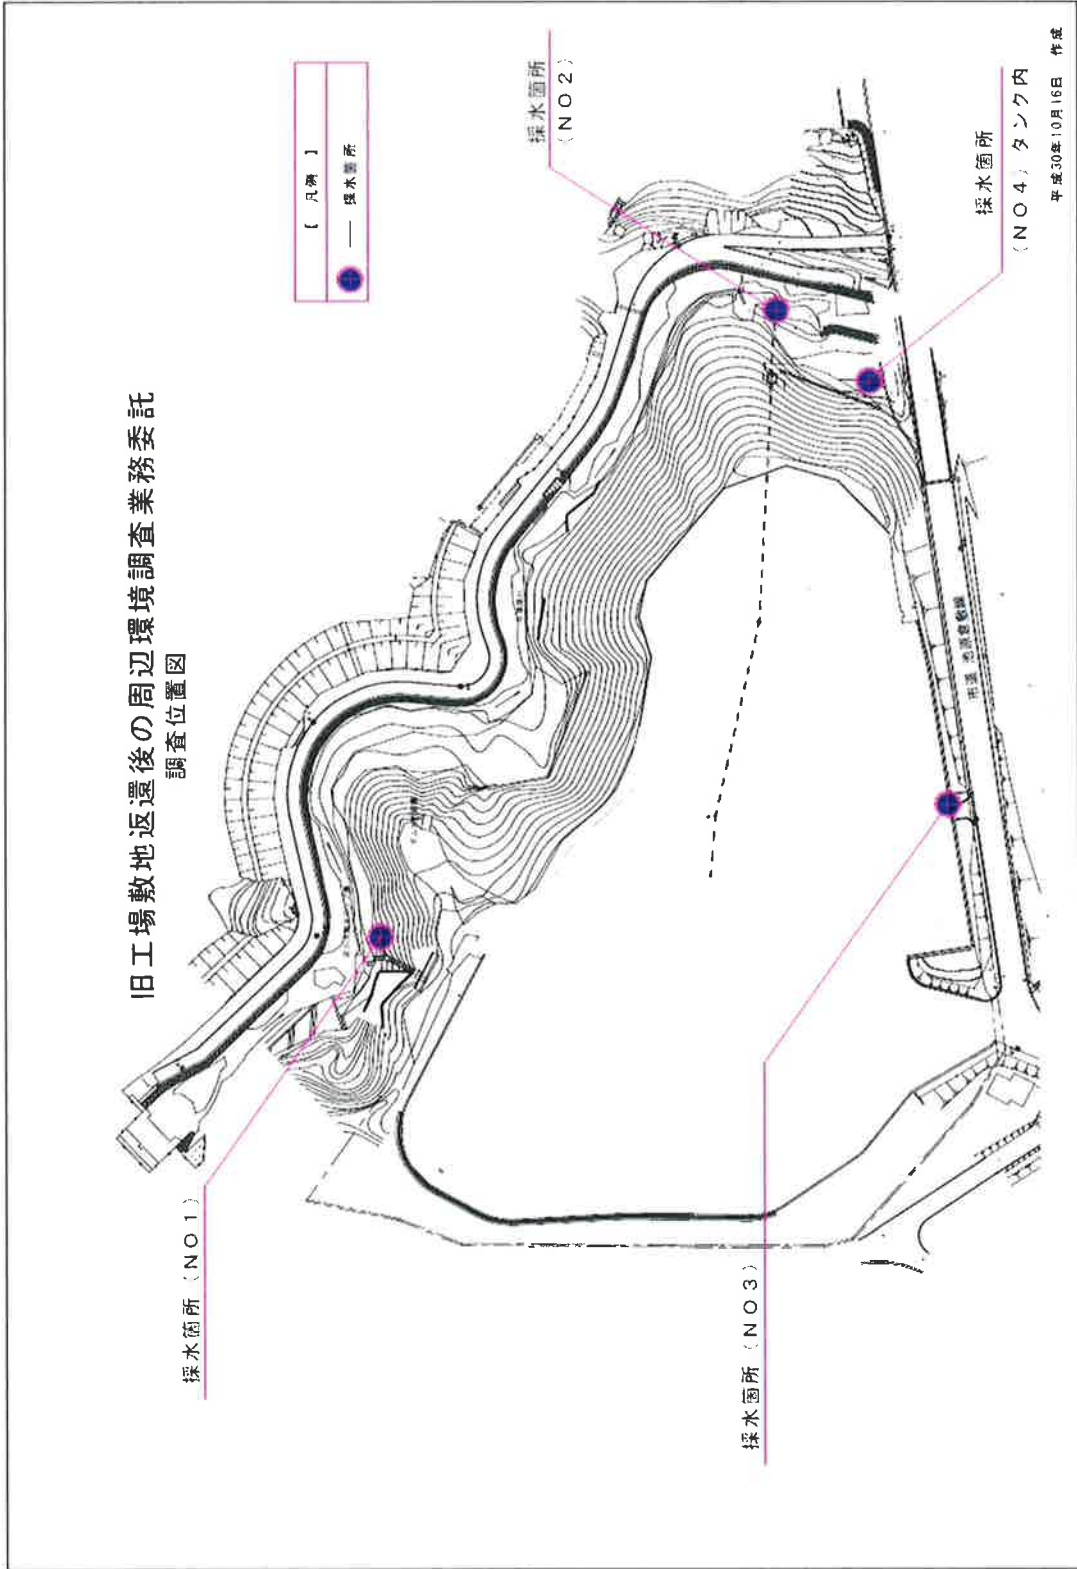 旧工場敷地返還後の周辺環境調査業務委託
調査位置図
【 凡例 】
採水箇所
採水箇所（NO1）
採水箇所
（NO2）
採水箇所（NO3）
採水箇所
（NO4）タンク内
平成30年10月16日 作成